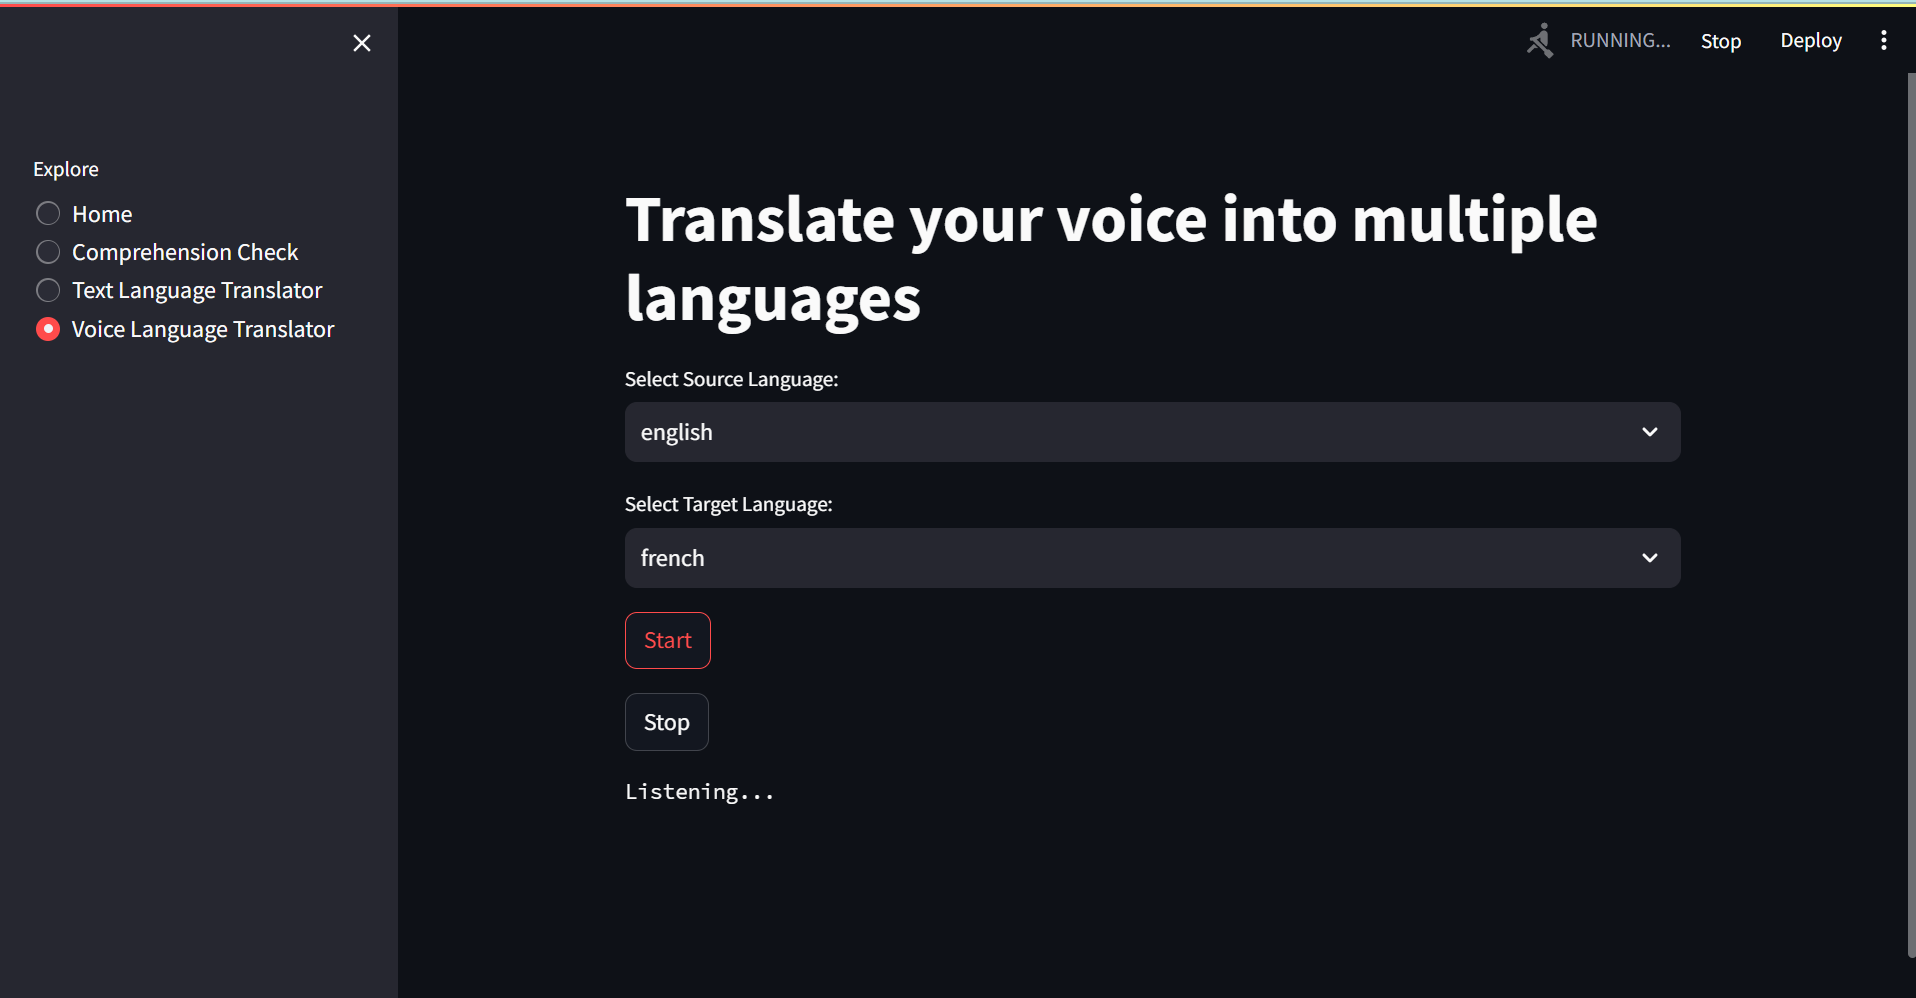 RUNNING...
Stop
Deploy
Explore
Home
Comprehension Check
Text Language Translator
Voice Language Translator
Translate your voice into multiple
languages
Select Source Language:
english
Select Target Language:
french
Start
Stop
Listening...